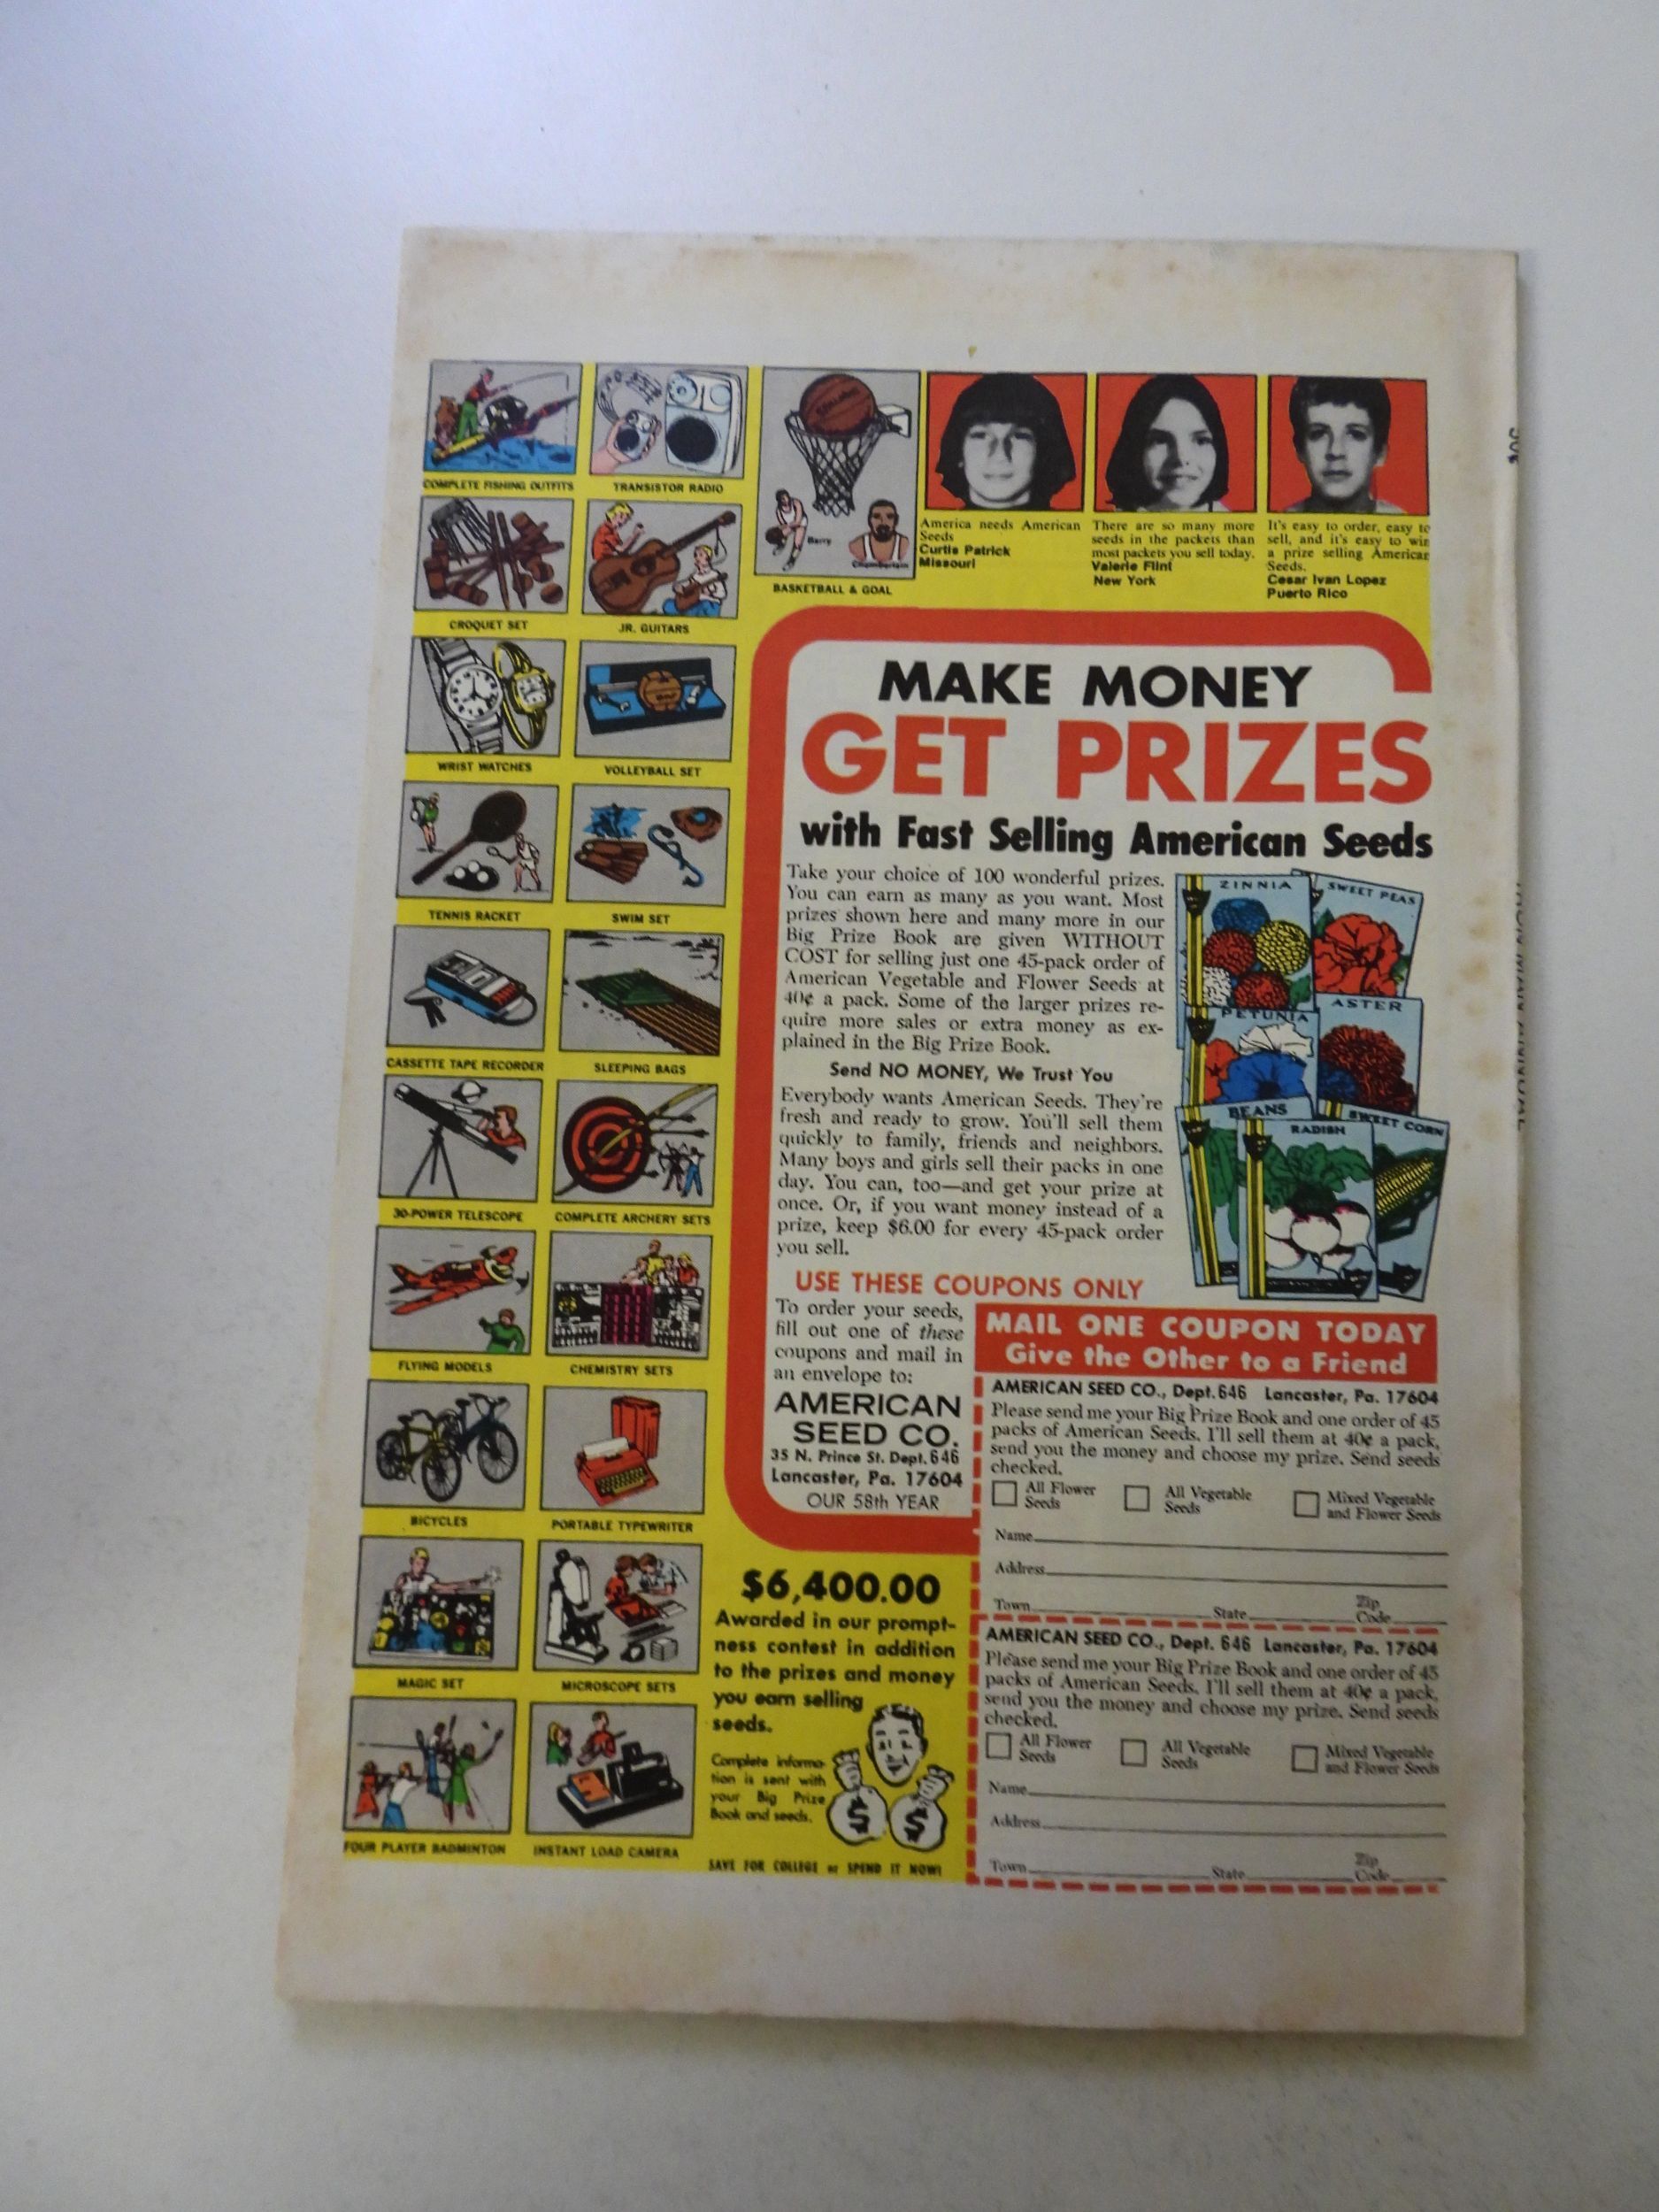 COMPLETE FISHING OUTFITS
TRANSISTOR RADIO
CROQUET SET
JR. GUITARS
WRIST WATCHES
VOLLEYBALL SET
TENNIS RACKET
SWIM SET
CASSETTE TAPE RECORDER
SLEEPING BAGS
30-POWER TELESCOPE
COMPLETE ARCHERY SETS
FLYING MODELS
CHEMISTRY SETS
BICYCLES
PORTABLE TYPEWRITER
MAGIC SET
MICROSCOPE SETS
FOUR PLAYER BADMINTON
INSTANT LOAD CAMERA
Barry
Chamberlain
BASKETBALL & GOAL
America needs American
Seeds
Curtis Patrick
Missouri
There are so many more
seeds in the packets than
most packets you sell today.
Valerie Flint
New York
It's easy to order, easy to
sell, and it's easy to win
a prize selling American
Seeds.
Cesar Ivan Lopez
Puerto Rico
MAKE MONEY
GET PRIZES
with Fast Selling American Seeds
Take your choice of 100 wonderful prizes.
You can earn as many as you want. Most
prizes shown here and many more in our
Big Prize Book are given WITHOUT
COST for selling just one 45-pack order of
American Vegetable and Flower Seeds at
40¢ a pack. Some of the larger prizes re-
quire more sales or extra money as ex-
plained in the Big Prize Book.
Send NO MONEY, We Trust You
Everybody wants American Seeds. They're
fresh and ready to grow. You'll sell them
quickly to family, friends and neighbors.
Many boys and girls sell their packs in one
day. You can, too—and get your prize at
once. Or, if you want money instead of a
prize, keep $6.00 for every 45-pack order
you sell.
ZINNIA
SWEET PEAS
PETUNIA
ASTER
BEANS
RADISH
SWEET CORN
USE THESE COUPONS ONLY
To order your seeds,
fill out one of these
coupons and mail in
an envelope to:
AMERICAN
SEED CO.
35 N. Prince St. Dept. 646
Lancaster, Pa. 17604
OUR 58th YEAR
$6,400.00
Awarded in our prompt-
ness contest in addition
to the prizes and money
you earn selling
seeds.
Complete informa-
tion is sent with
your Big Prize
Book and seeds.
$ $
SAVE FOR COLLEGE or SPEND IT NOW!
MAIL ONE COUPON TODAY
Give the Other to a Friend
AMERICAN SEED CO., Dept. 646 Lancaster, Pa. 17604
Please send me your Big Prize Book and one order of 45
packs of American Seeds. I'll sell them at 40¢ a pack,
send you the money and choose my prize. Send seeds
checked.
All Flower Seeds
All Vegetable Seeds
Mixed Vegetable and Flower Seeds
Name
Address
Town State Zip Code
AMERICAN SEED CO., Dept. 646 Lancaster, Pa. 17604
Please send me your Big Prize Book and one order of 45
packs of American Seeds. I'll sell them at 40¢ a pack,
send you the money and choose my prize. Send seeds
checked.
All Flower Seeds
All Vegetable Seeds
Mixed Vegetable and Flower Seeds
Name
Address
Town State Zip Code